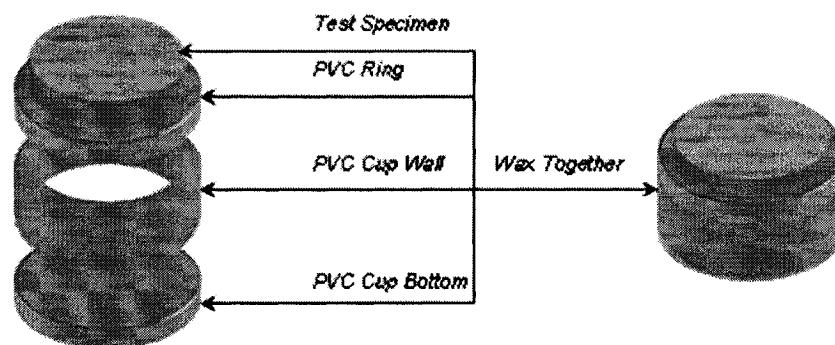 Test Specimen
PVC Ring
PVC Cup Wall
Wax Together
PVC Cup Bottom